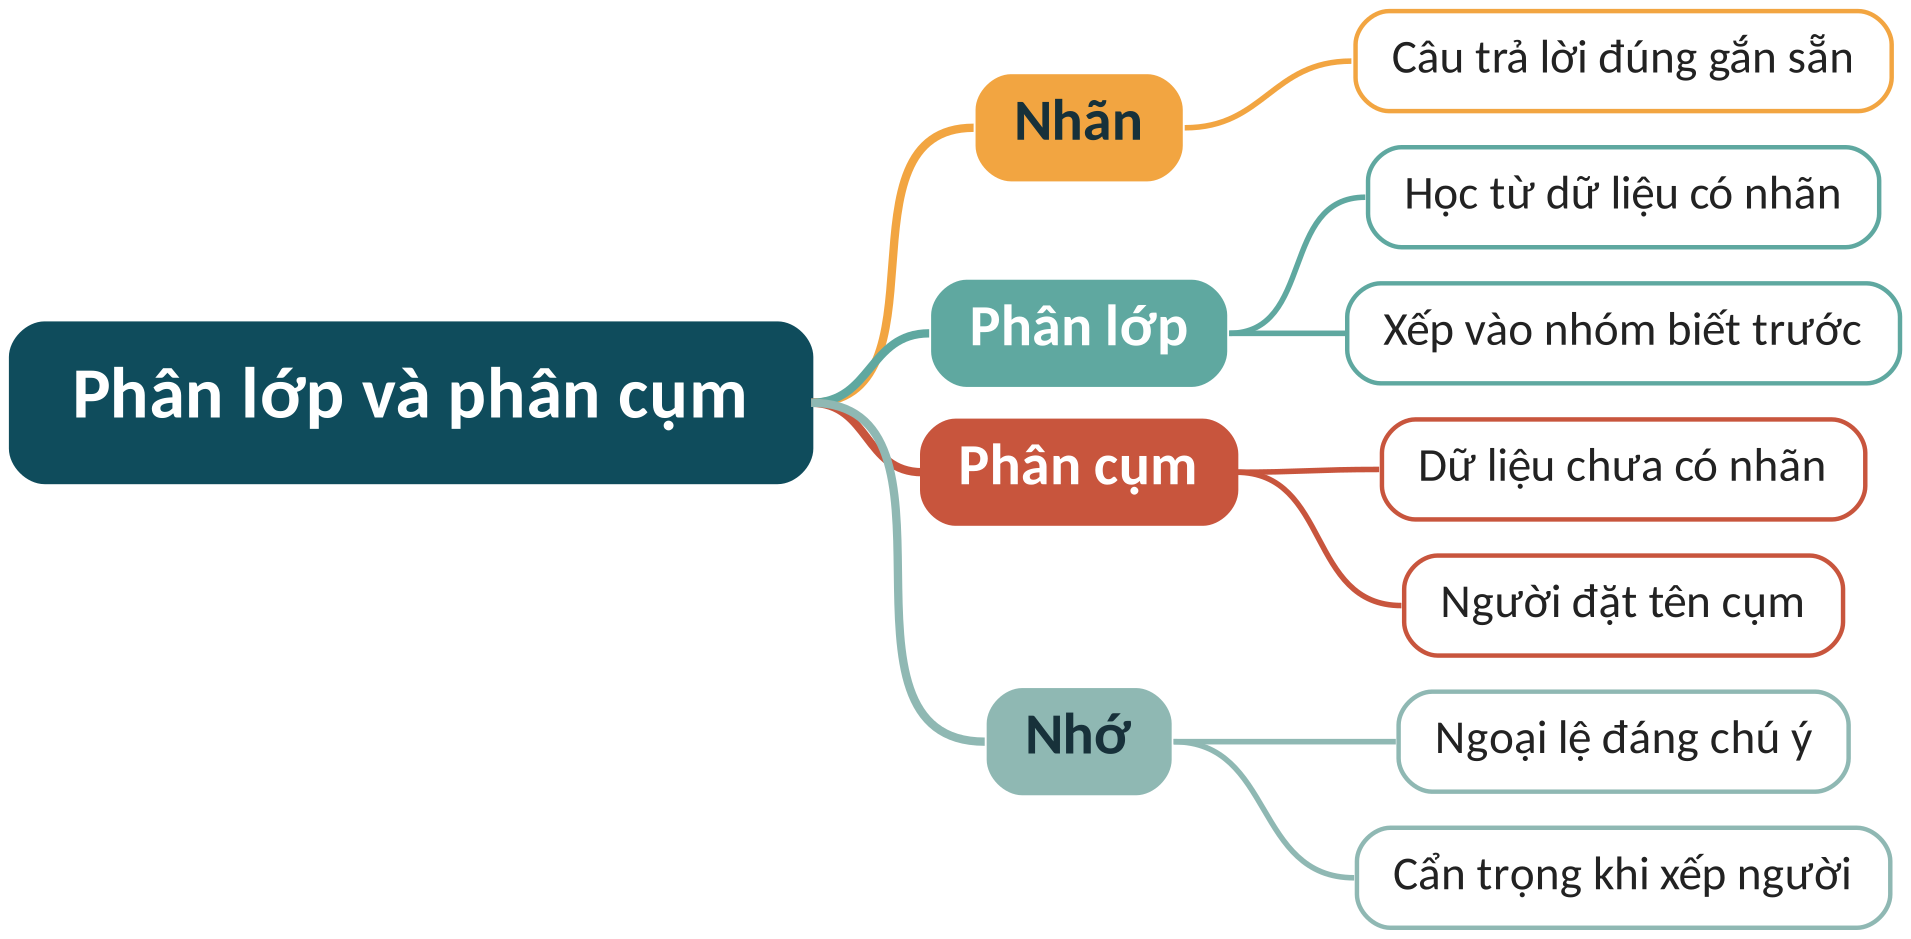 Phân lớp và phân cụm
Nhãn
Câu trả lời đúng gắn sẵn
Phân lớp
Học từ dữ liệu có nhãn
Xếp vào nhóm biết trước
Phân cụm
Dữ liệu chưa có nhãn
Người đặt tên cụm
Nhớ
Ngoại lệ đáng chú ý
Cẩn trọng khi xếp người